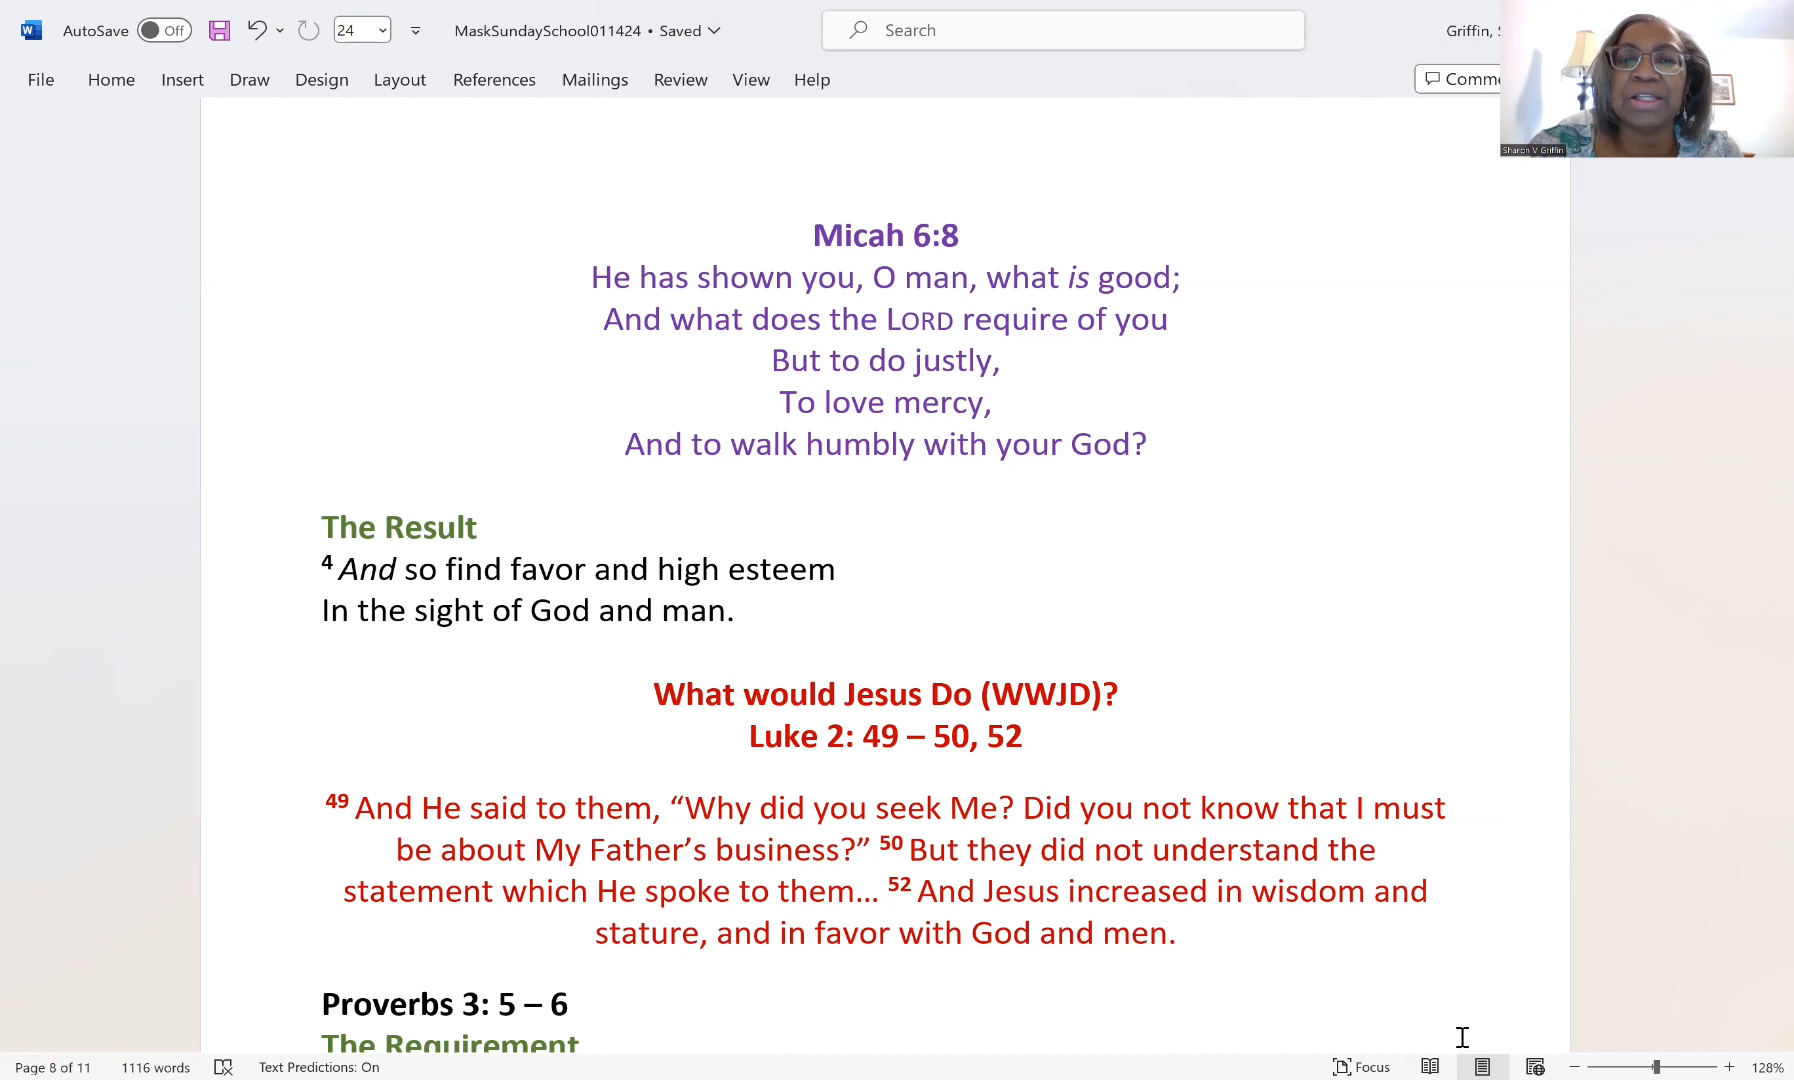 AutoSave Off 24 MaskSundaySchool011424 • Saved Search Griffin,
File Home Insert Draw Design Layout References Mailings Review View Help Comme
Sharon V Griffin
Micah 6:8
He has shown you, O man, what is good;
And what does the LORD require of you
But to do justly,
To love mercy,
And to walk humbly with your God?
The Result
4 And so find favor and high esteem
In the sight of God and man.
What would Jesus Do (WWJD)?
Luke 2: 49 – 50, 52
49 And He said to them, “Why did you seek Me? Did you not know that I must
be about My Father’s business?” 50 But they did not understand the
statement which He spoke to them… 52 And Jesus increased in wisdom and
stature, and in favor with God and men.
Proverbs 3: 5 – 6
The Requirement
Page 8 of 11 1116 words Text Predictions: On Focus 128%